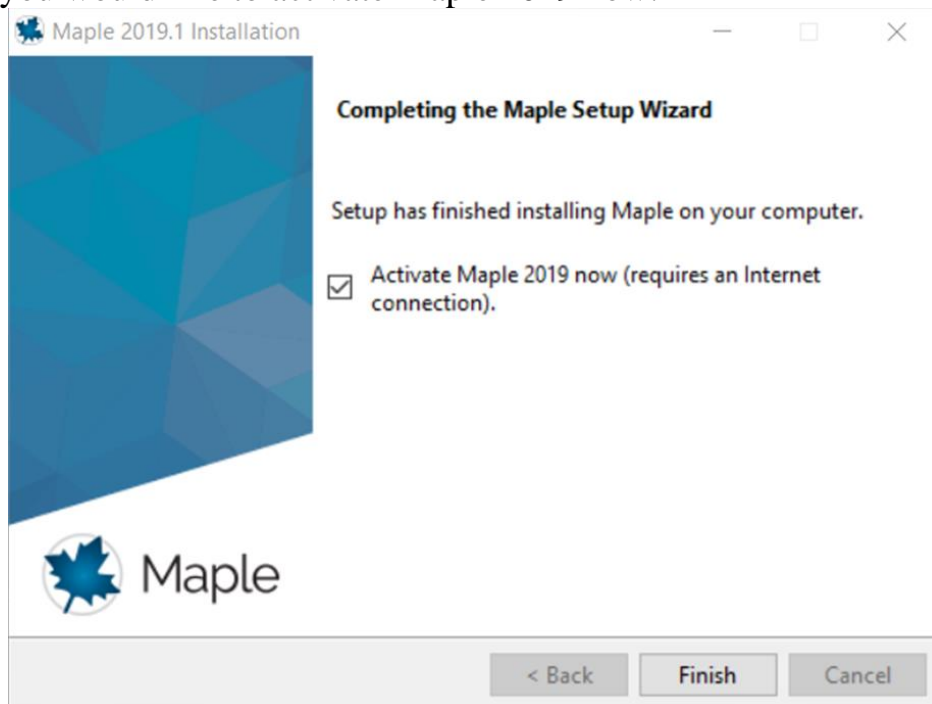 Maple 2019.1 Installation
Completing the Maple Setup Wizard
Setup has finished installing Maple on your computer.
Activate Maple 2019 now (requires an Internet
connection).
Maple
< Back
Finish
Cancel